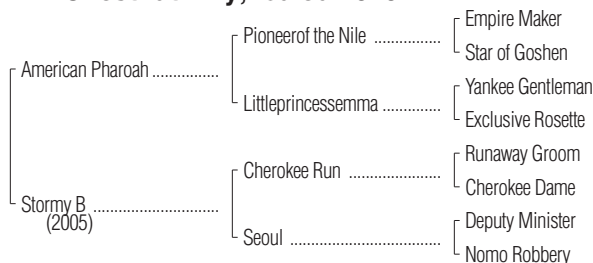 Pioneerof the Nile ................
Empire Maker
Star of Goshen
American Pharoah ................
Littleprincessemma ..............
Yankee Gentleman
Exclusive Rosette
Cherokee Run ......................
Runaway Groom
Cherokee Dame
Stormy B ..............................
(2005)
Seoul ....................................
Deputy Minister
Nomo Robbery